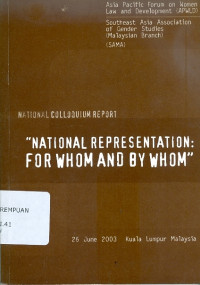 Asia Pacific Forum on Women
Law and Development (APWLD)
Southeast Asia Association
of Gender Studies
(Malaysian Branch)
(SAMA)
NATIONAL COLLOQUIUM REPORT
"NATIONAL REPRESENTATION:
FOR WHOM AND BY WHOM"
REMPUAN
.41
26 June 2003 Kuala Lumpur Malaysia